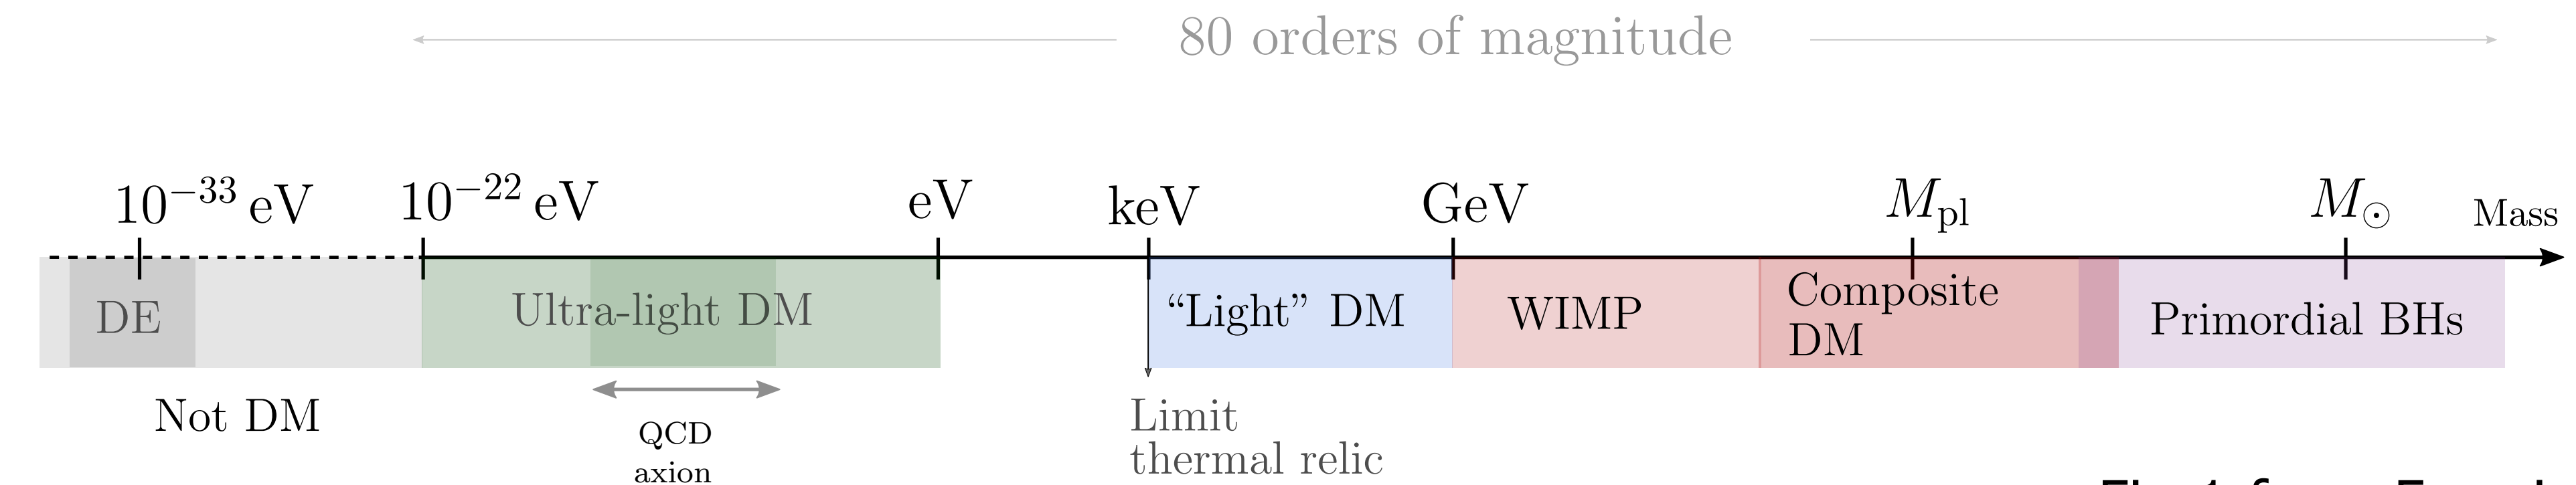 80 orders of magnitude
10⁻³³ eV
10⁻²² eV
eV
keV
GeV
M_pl
M_⊙
Mass
DE
Ultra-light DM
“Light” DM
WIMP
Composite
DM
Primordial BHs
Not DM
QCD
axion
Limit
thermal relic